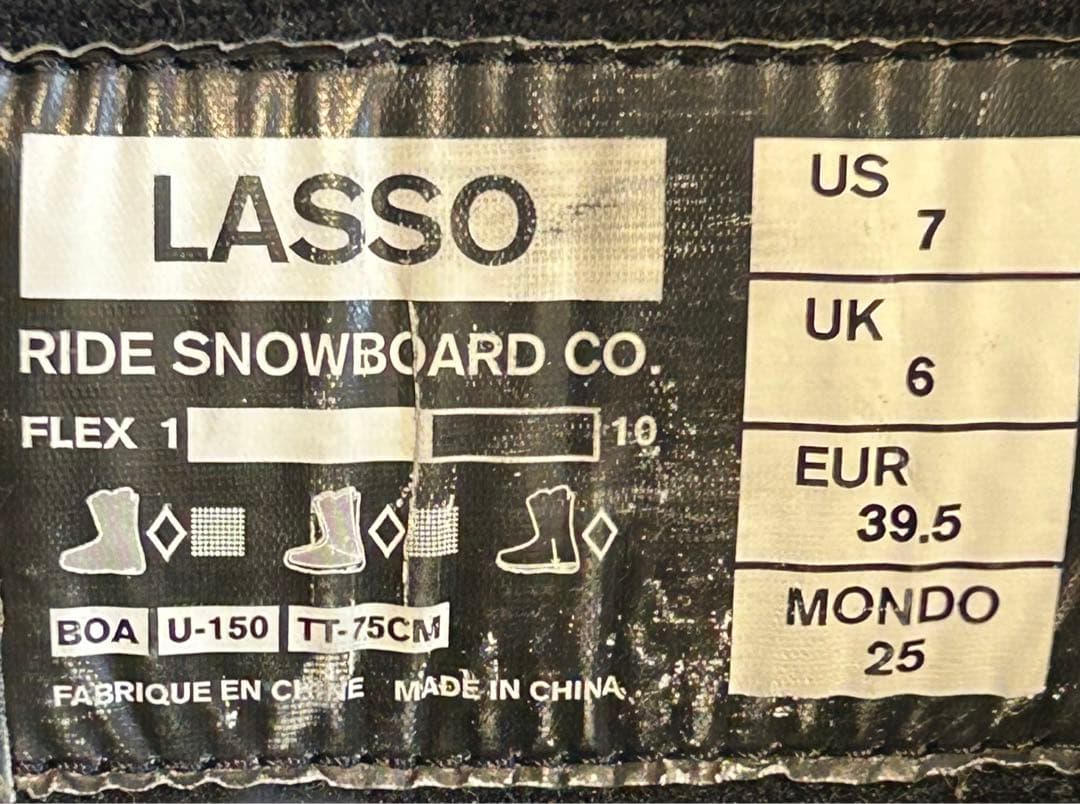 LASSO
RIDE SNOWBOARD CO.
FLEX 1 10
BOA U-150 TT-75CM
FABRIQUE EN CHINE MADE IN CHINA
US
7
UK
6
EUR
39.5
MONDO
25